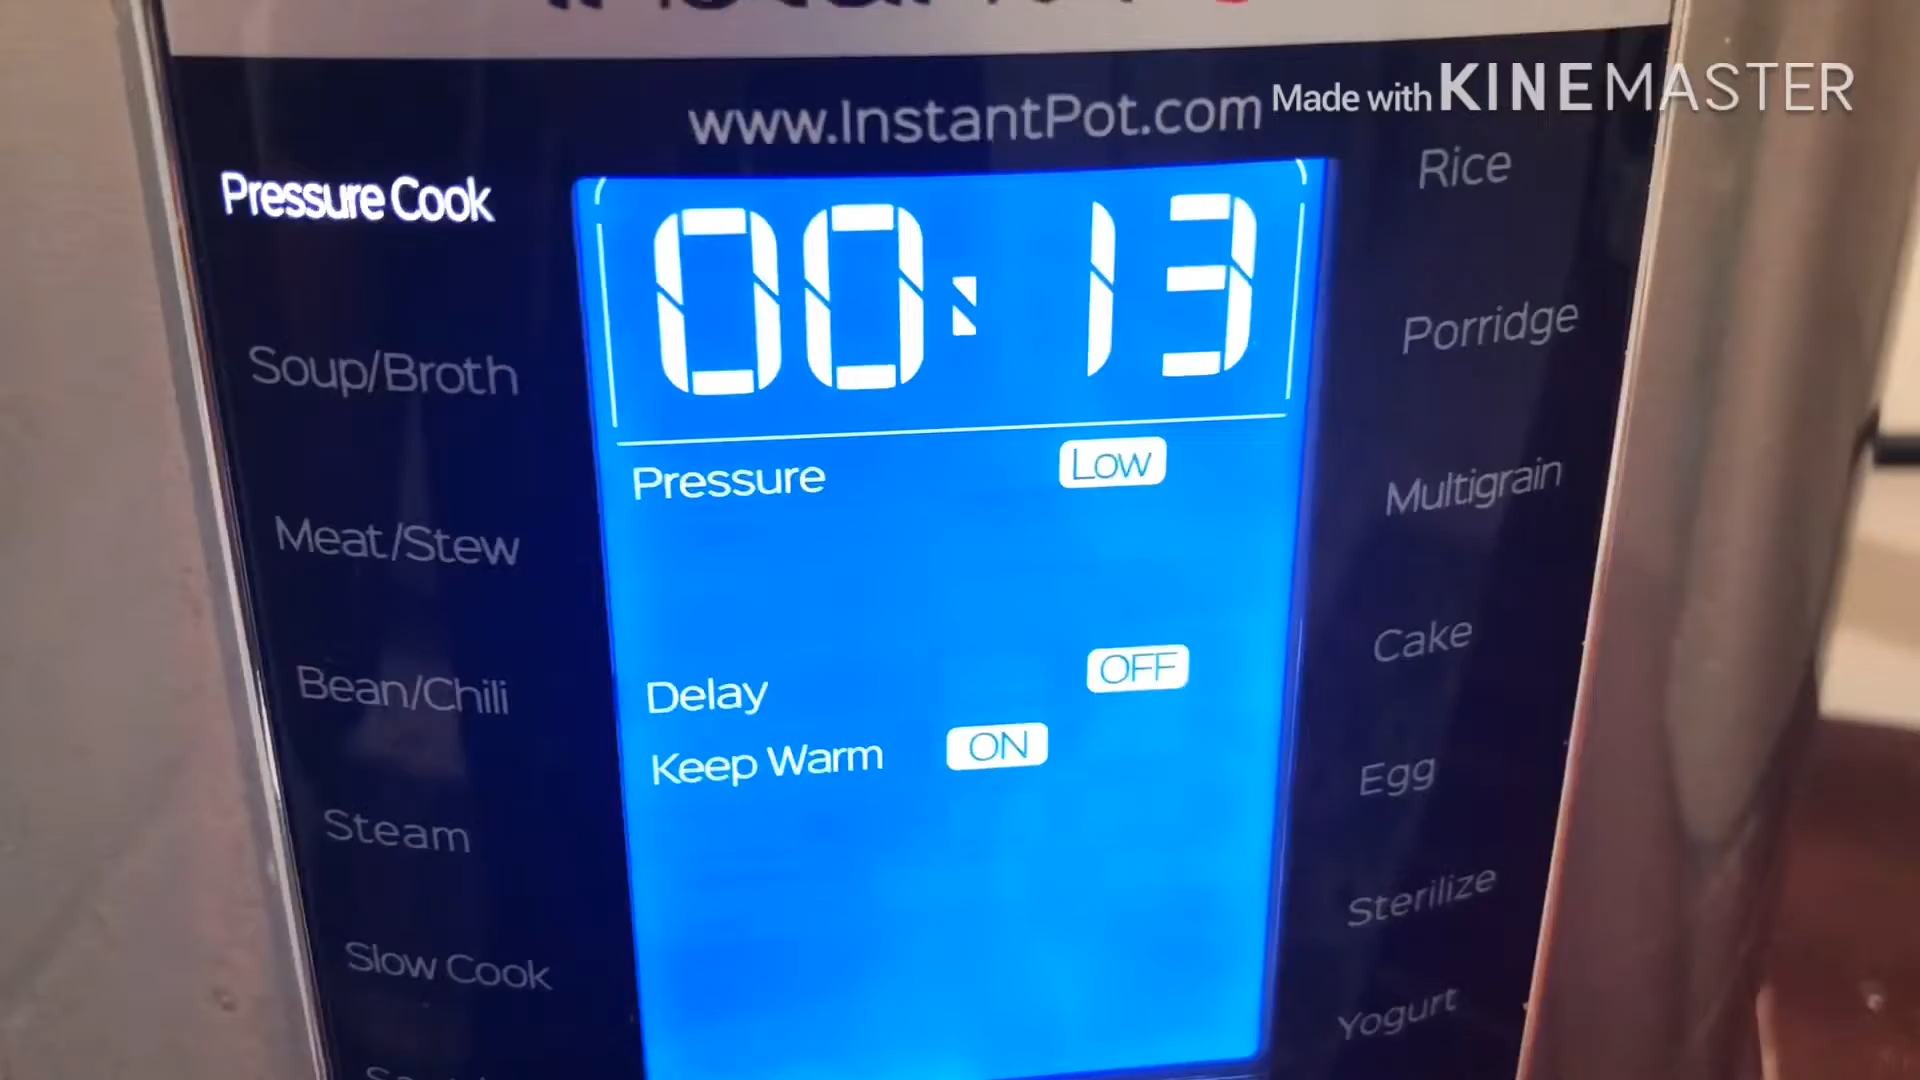 www.InstantPot.com
Made with KINEMASTER
Pressure Cook
Soup/Broth
Meat/Stew
Bean/Chili
Steam
Slow Cook
00:13
Pressure Low
Delay OFF
Keep Warm ON
Rice
Porridge
Multigrain
Cake
Egg
Sterilize
Yogurt